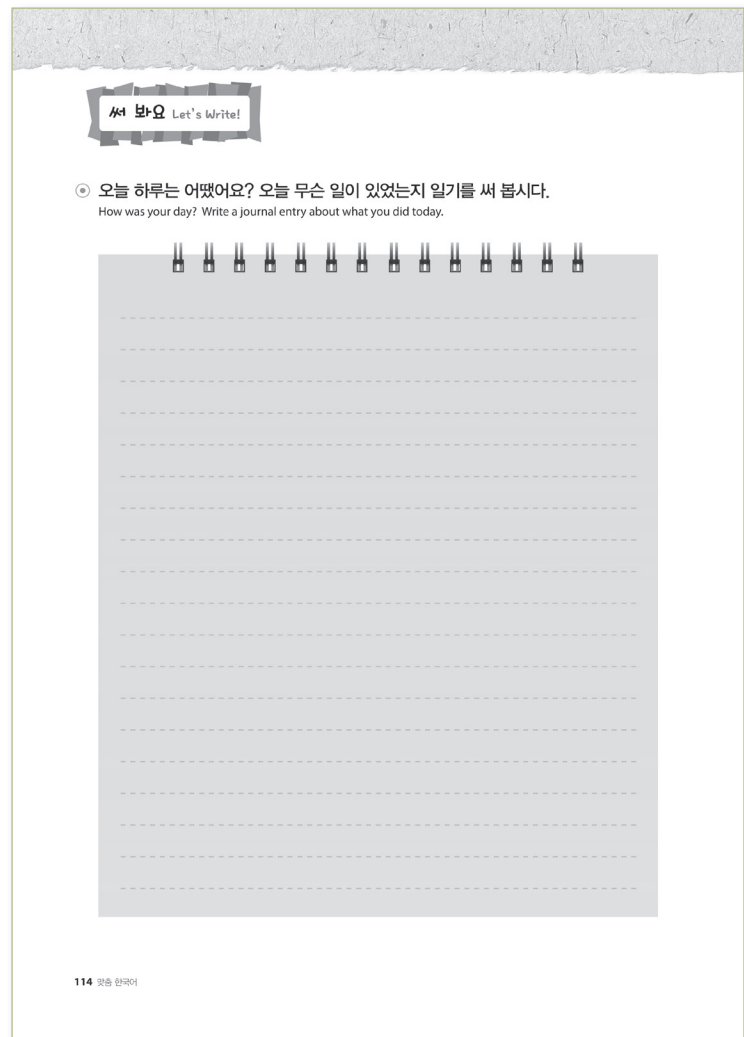 써 봐요 Let's Write!
오늘 하루는 어땠어요? 오늘 무슨 일이 있었는지 일기를 써 봅시다.
How was your day? Write a journal entry about what you did today.
114 맞춤 한국어